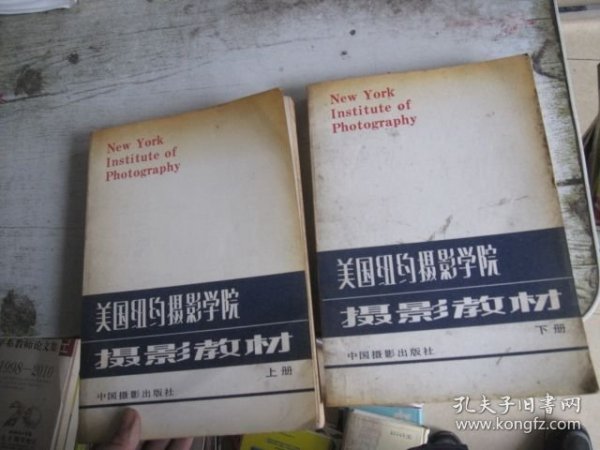 New York
Institute of
Photography
美国纽约摄影学院
摄影教材
上册
中国摄影出版社
New York
Institute of
Photography
美国纽约摄影学院
摄影教材
下册
中国摄影出版社
1998-2010
孔夫子旧书网
www.kongfz.com